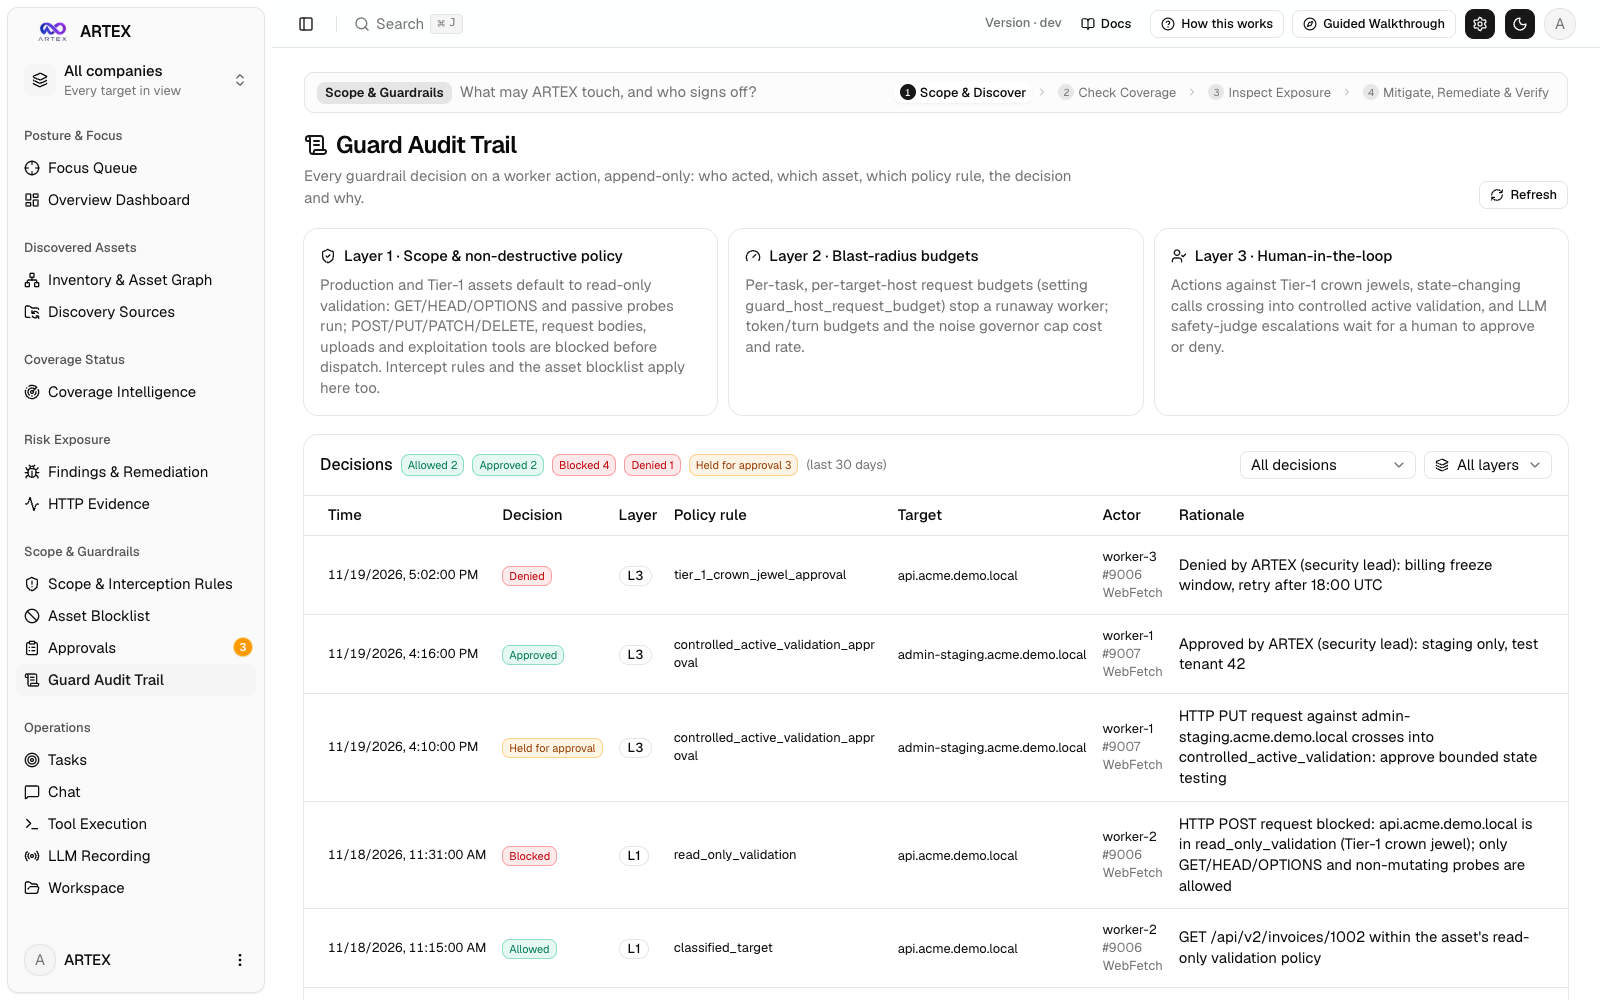 ARTEX
ARTEX
All companies
Every target in view
Posture & Focus
Focus Queue
Overview Dashboard
Discovered Assets
Inventory & Asset Graph
Discovery Sources
Coverage Status
Coverage Intelligence
Risk Exposure
Findings & Remediation
HTTP Evidence
Scope & Guardrails
Scope & Interception Rules
Asset Blocklist
Approvals 3
Guard Audit Trail
Operations
Tasks
Chat
Tool Execution
LLM Recording
Workspace
A ARTEX
Search ⌘ J
Version · dev
Docs
How this works
Guided Walkthrough
A
Scope & Guardrails What may ARTEX touch, and who signs off?
1 Scope & Discover
2 Check Coverage
3 Inspect Exposure
4 Mitigate, Remediate & Verify
Guard Audit Trail
Every guardrail decision on a worker action, append-only: who acted, which asset, which policy rule, the decision
and why.
Refresh
Layer 1 · Scope & non-destructive policy
Production and Tier-1 assets default to read-only
validation: GET/HEAD/OPTIONS and passive probes
run; POST/PUT/PATCH/DELETE, request bodies,
uploads and exploitation tools are blocked before
dispatch. Intercept rules and the asset blocklist apply
here too.
Layer 2 · Blast-radius budgets
Per-task, per-target-host request budgets (setting
guard_host_request_budget) stop a runaway worker;
token/turn budgets and the noise governor cap cost
and rate.
Layer 3 · Human-in-the-loop
Actions against Tier-1 crown jewels, state-changing
calls crossing into controlled active validation, and LLM
safety-judge escalations wait for a human to approve
or deny.
Decisions Allowed 2 Approved 2 Blocked 4 Denied 1 Held for approval 3 (last 30 days)
All decisions
All layers
Time Decision Layer Policy rule Target Actor Rationale
11/19/2026, 5:02:00 PM Denied L3 tier_1_crown_jewel_approval api.acme.demo.local
worker-3
#9006
WebFetch
Denied by ARTEX (security lead): billing freeze
window, retry after 18:00 UTC
11/19/2026, 4:16:00 PM Approved L3
controlled_active_validation_appr
oval
admin-staging.acme.demo.local
worker-1
#9007
WebFetch
Approved by ARTEX (security lead): staging only, test
tenant 42
11/19/2026, 4:10:00 PM Held for approval L3
controlled_active_validation_appr
oval
admin-staging.acme.demo.local
worker-1
#9007
WebFetch
HTTP PUT request against admin-
staging.acme.demo.local crosses into
controlled_active_validation: approve bounded state
testing
11/18/2026, 11:31:00 AM Blocked L1 read_only_validation api.acme.demo.local
worker-2
#9006
WebFetch
HTTP POST request blocked: api.acme.demo.local is
in read_only_validation (Tier-1 crown jewel); only
GET/HEAD/OPTIONS and non-mutating probes are
allowed
11/18/2026, 11:15:00 AM Allowed L1 classified_target api.acme.demo.local
worker-2
#9006
WebFetch
GET /api/v2/invoices/1002 within the asset's read-
only validation policy